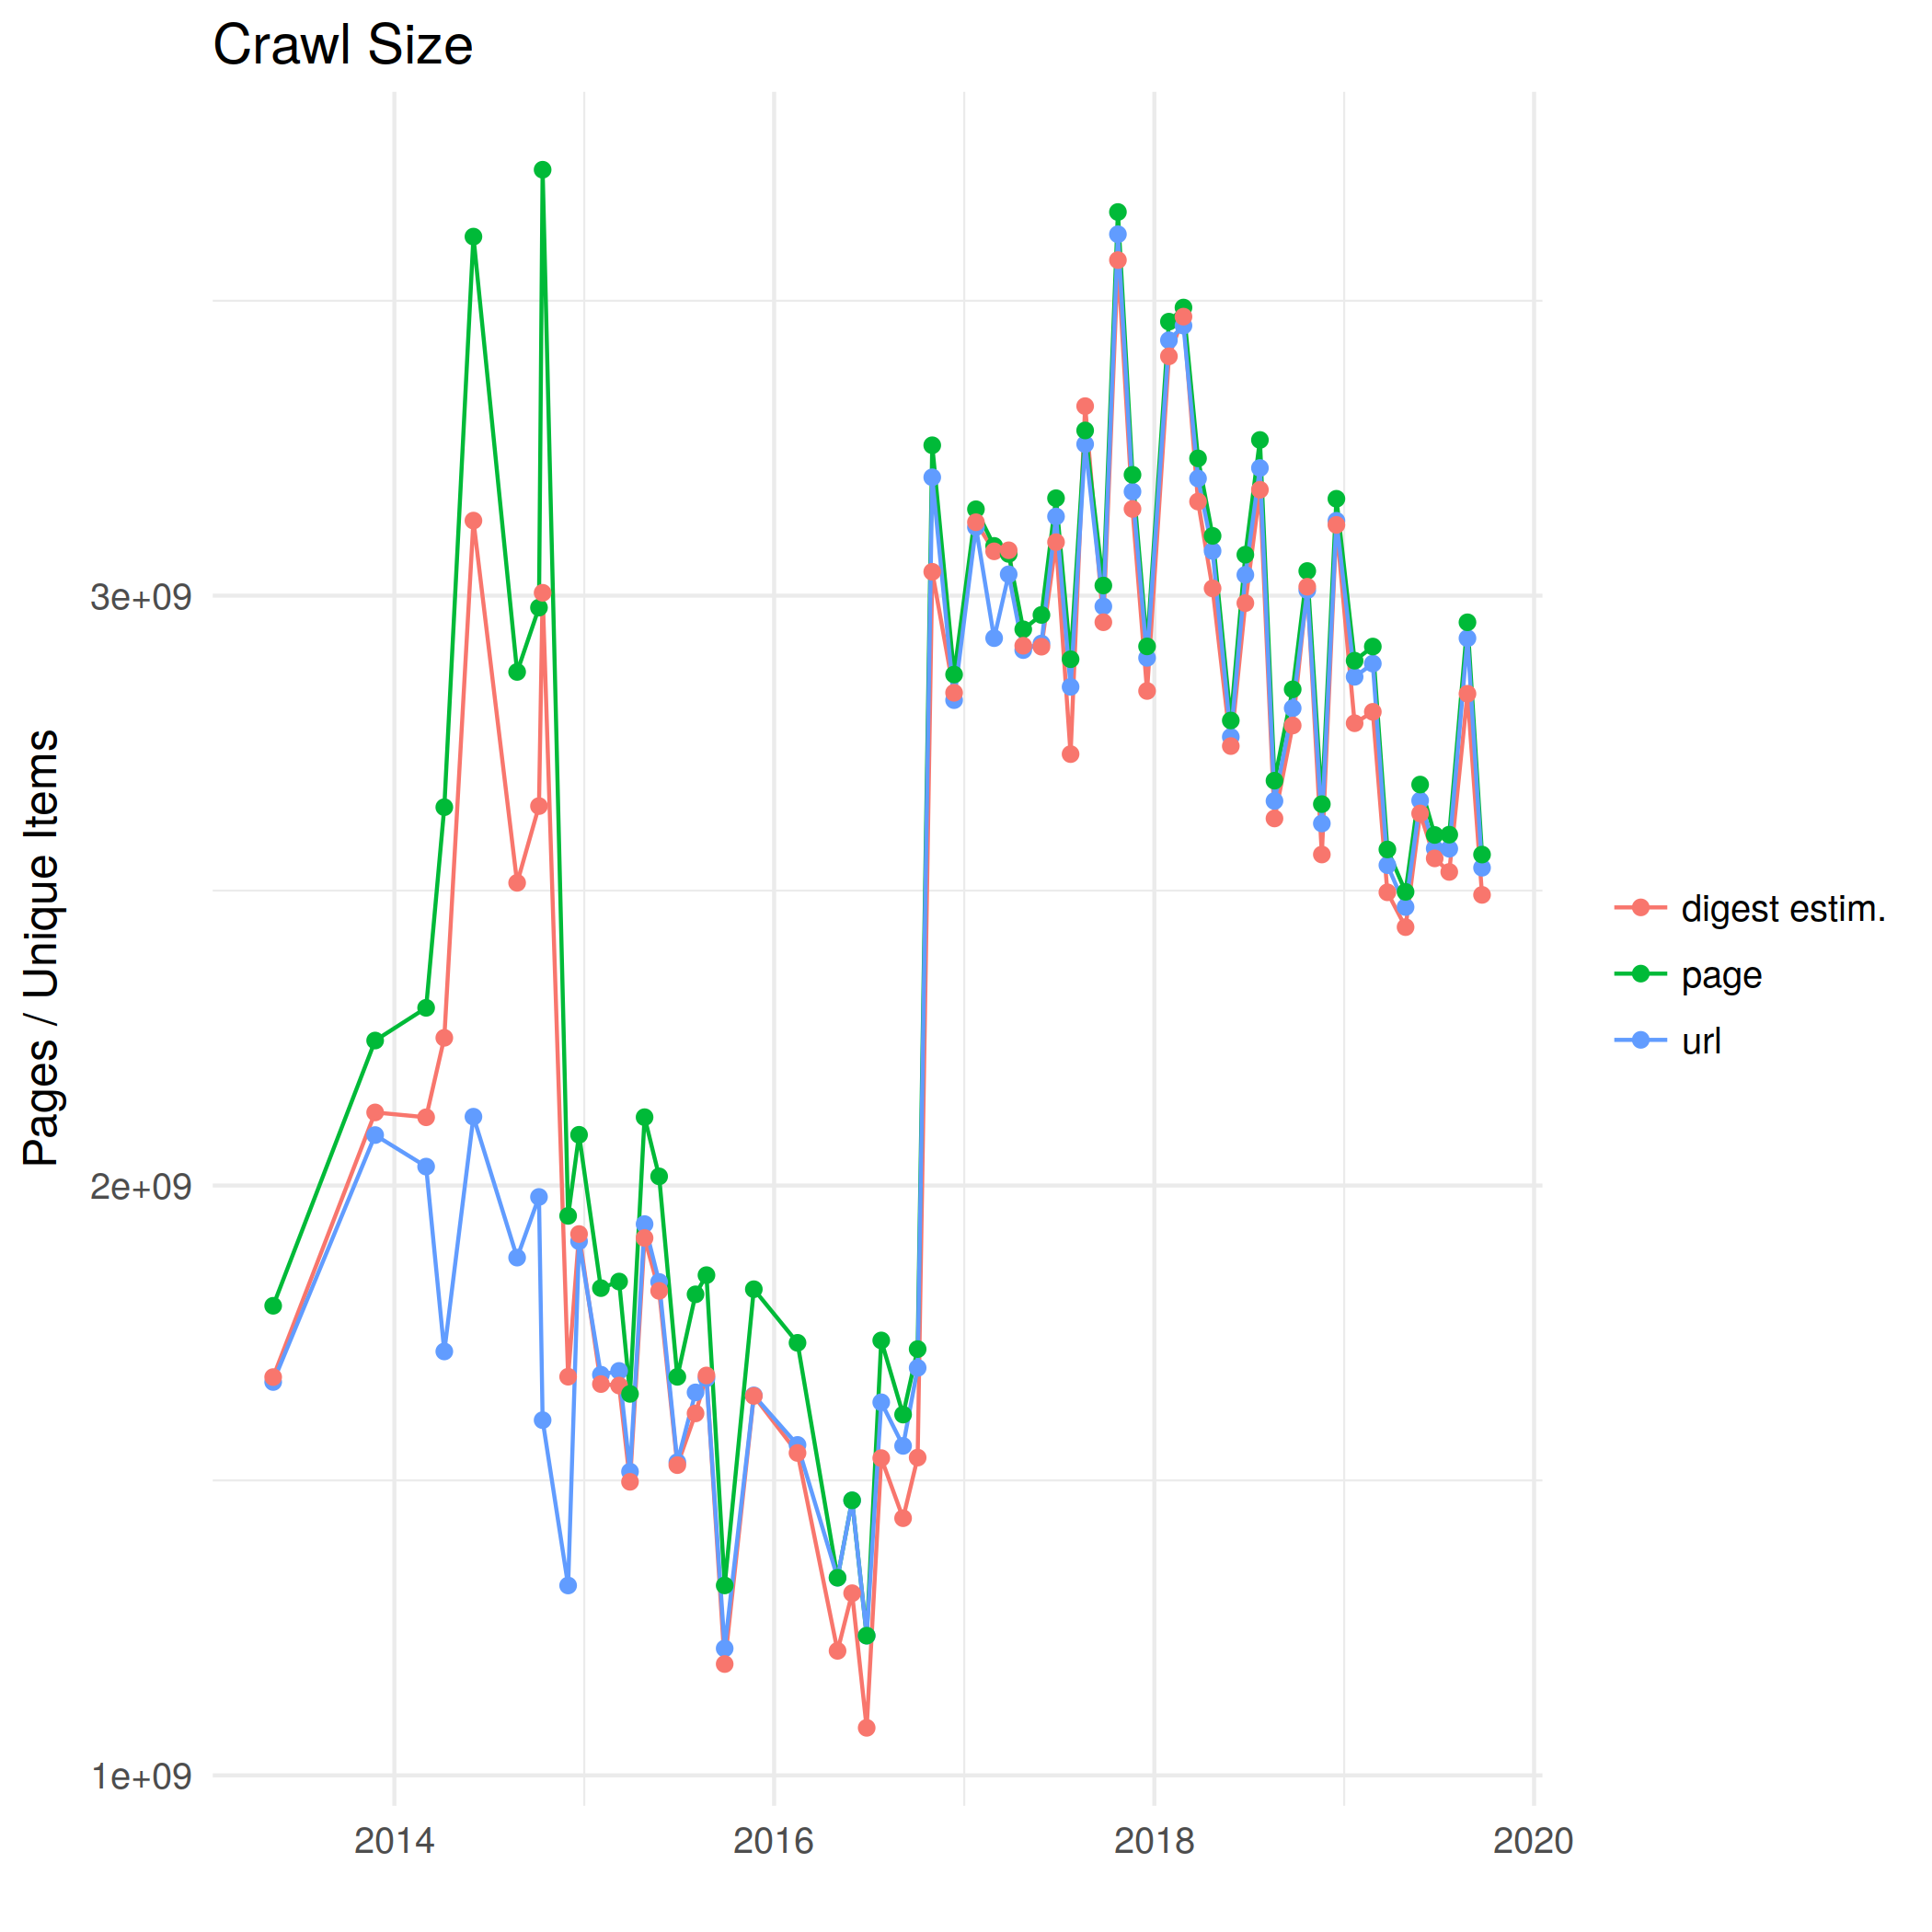 Crawl Size
Pages / Unique Items
3e+09
2e+09
1e+09
2014
2016
2018
2020
digest estim.
page
url